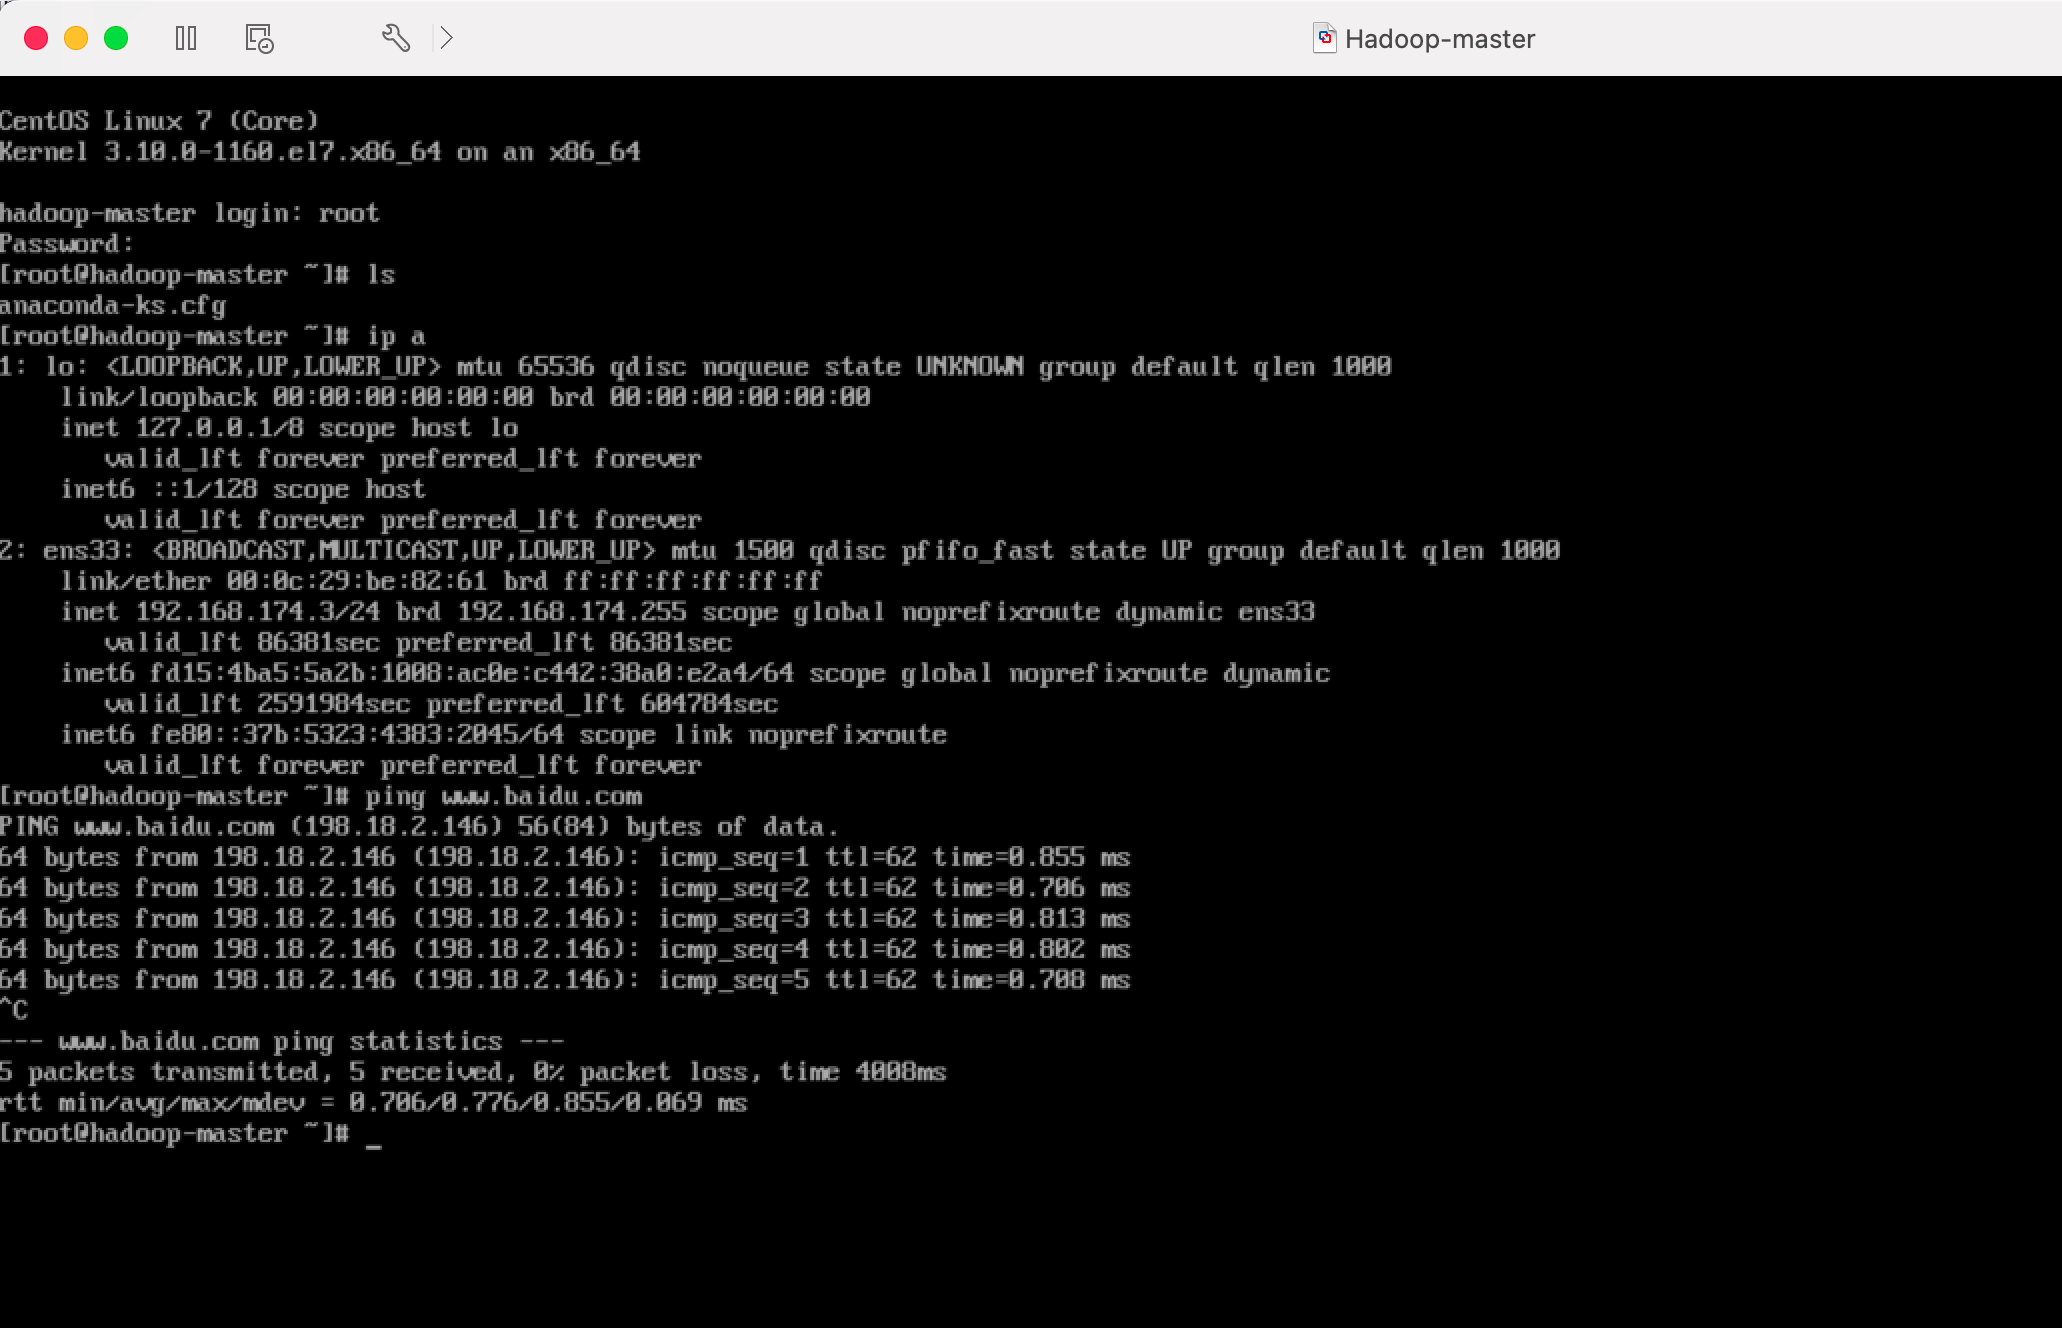 Hadoop-master
CentOS Linux 7 (Core)
Kernel 3.10.0-1160.el7.x86_64 on an x86_64
hadoop-master login: root
Password:
[root@hadoop-master ~]# ls
anaconda-ks.cfg
[root@hadoop-master ~]# ip a
1: lo: <LOOPBACK,UP,LOWER_UP> mtu 65536 qdisc noqueue state UNKNOWN group default qlen 1000
link/loopback 00:00:00:00:00:00 brd 00:00:00:00:00:00
inet 127.0.0.1/8 scope host lo
valid_lft forever preferred_lft forever
inet6 ::1/128 scope host
valid_lft forever preferred_lft forever
2: ens33: <BROADCAST,MULTICAST,UP,LOWER_UP> mtu 1500 qdisc pfifo_fast state UP group default qlen 1000
link/ether 00:0c:29:be:82:61 brd ff:ff:ff:ff:ff:ff
inet 192.168.174.3/24 brd 192.168.174.255 scope global noprefixroute dynamic ens33
valid_lft 86381sec preferred_lft 86381sec
inet6 fd15:4ba5:5a2b:1008:ac0e:c442:38a0:e2a4/64 scope global noprefixroute dynamic
valid_lft 2591984sec preferred_lft 604784sec
inet6 fe80::37b:5323:4383:2045/64 scope link noprefixroute
valid_lft forever preferred_lft forever
[root@hadoop-master ~]# ping www.baidu.com
PING www.baidu.com (198.18.2.146) 56(84) bytes of data.
64 bytes from 198.18.2.146 (198.18.2.146): icmp_seq=1 ttl=62 time=0.855 ms
64 bytes from 198.18.2.146 (198.18.2.146): icmp_seq=2 ttl=62 time=0.706 ms
64 bytes from 198.18.2.146 (198.18.2.146): icmp_seq=3 ttl=62 time=0.813 ms
64 bytes from 198.18.2.146 (198.18.2.146): icmp_seq=4 ttl=62 time=0.802 ms
64 bytes from 198.18.2.146 (198.18.2.146): icmp_seq=5 ttl=62 time=0.708 ms
^C
--- www.baidu.com ping statistics ---
5 packets transmitted, 5 received, 0% packet loss, time 4008ms
rtt min/avg/max/mdev = 0.706/0.776/0.855/0.069 ms
[root@hadoop-master ~]# _